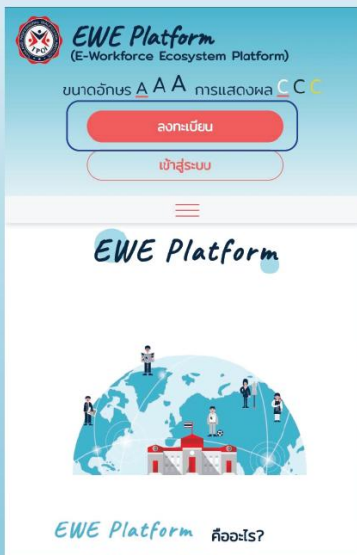 EWE Platform
(E-Workforce Ecosystem Platform)
ขนาดอักษร A A A การแสดงผล C C C
ลงทะเบียน
เข้าสู่ระบบ
EWE Platform
EWE Platform คืออะไร?